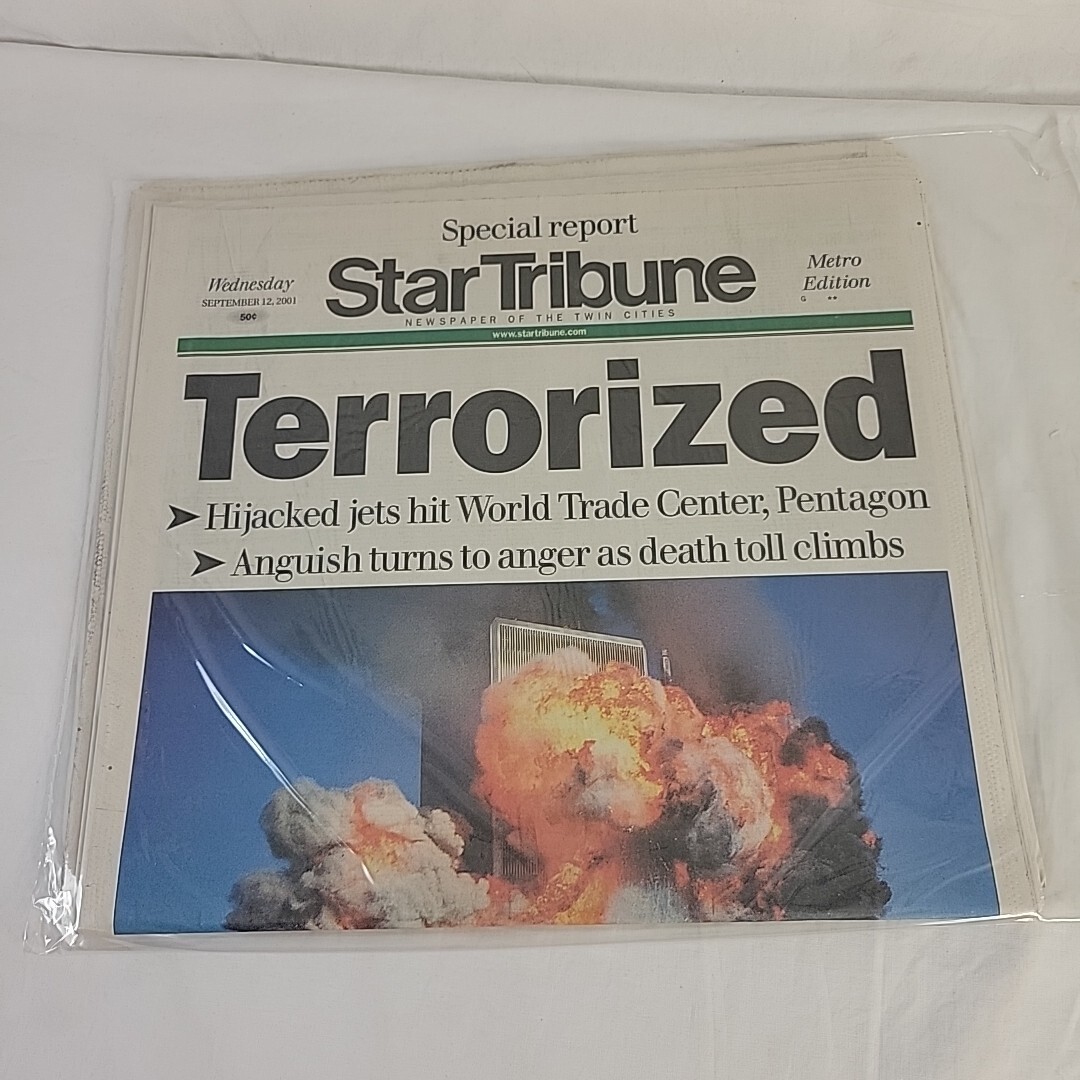 Special report
Wednesday
SEPTEMBER 12, 2001
50¢
Star Tribune
NEWSPAPER OF THE TWIN CITIES
Metro
Edition
G **
www.startribune.com
Terrorized
➤ Hijacked jets hit World Trade Center, Pentagon
➤ Anguish turns to anger as death toll climbs